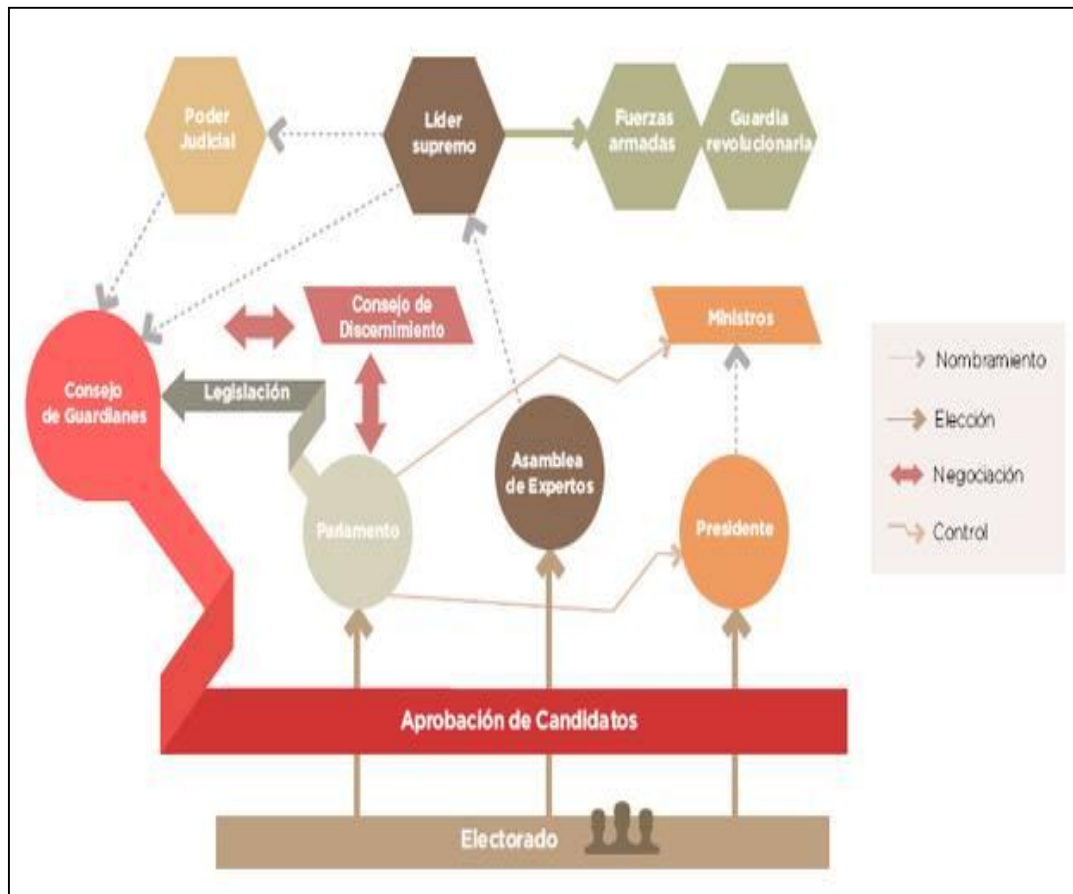 Poder
Judicial
Líder
supremo
Fuerzas
armadas
Guardia
revolucionaria
Consejo de
Discernimiento
Ministros
Consejo
de Guardianes
Legislación
Asamblea
de Expertos
Parlamento
Presidente
Nombramiento
Elección
Negociación
Control
Aprobación de Candidatos
Electorado